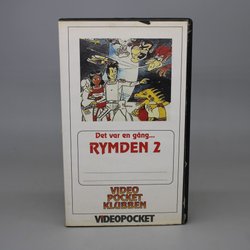 Det var en gång...
RYMDEN 2
VIDEO
POCKET
KLUBBEN
VIDEOPOCKET